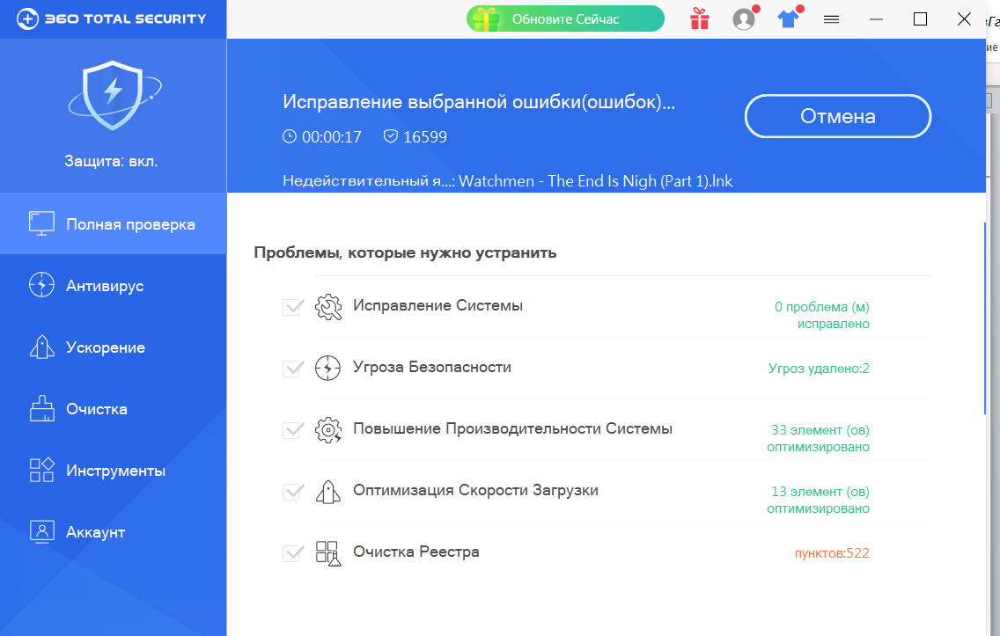 360 TOTAL SECURITY
Обновите Сейчас
Защита: вкл.
Полная проверка
Антивирус
Ускорение
Очистка
Инструменты
Аккаунт
Исправление выбранной ошибки(ошибок)...
00:00:17 16599
Отмена
Недействительный я...: Watchmen - The End Is Nigh (Part 1).lnk
Проблемы, которые нужно устранить
Исправление Системы
0 проблема (м)
исправлено
Угроза Безопасности
Угроз удалено:2
Повышение Производительности Системы
33 элемент (ов)
оптимизировано
Оптимизация Скорости Загрузки
13 элемент (ов)
оптимизировано
Очистка Реестра
пунктов:522